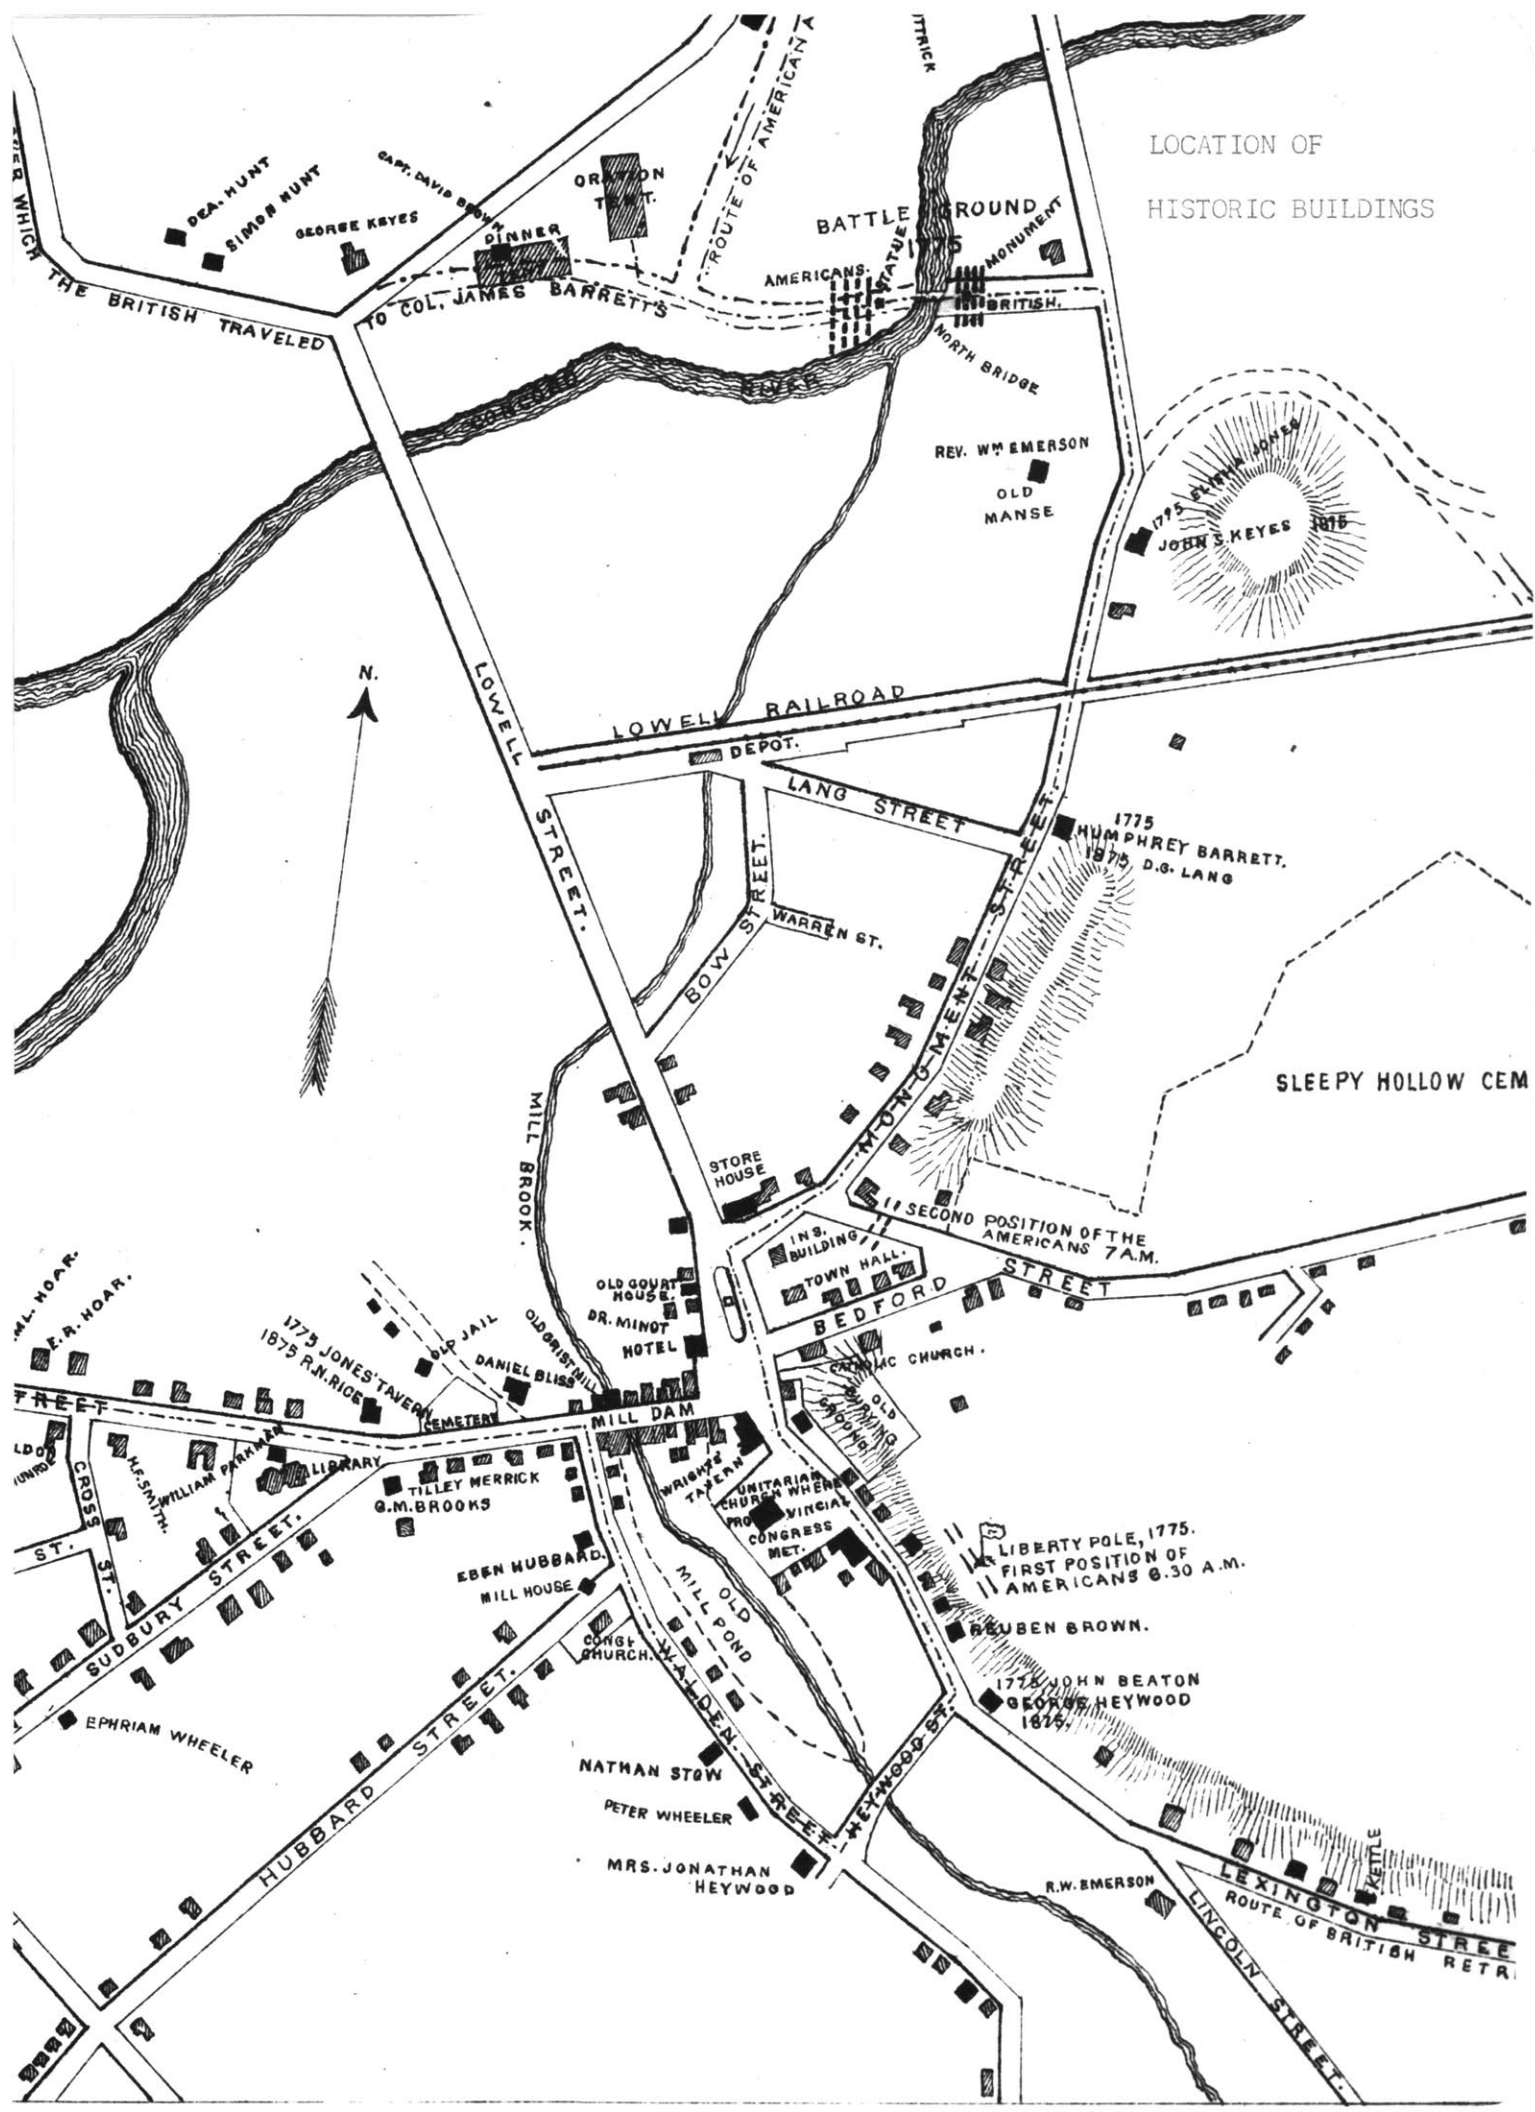 LOCATION OF
HISTORIC BUILDINGS
WHICH THE BRITISH TRAVELED
DEA. HUNT
SIMON HUNT
GEORGE KEYES
CAPT. DAVID BROWN
DINNER
TENT
ORATION
TENT.
TO COL. JAMES BARRETT'S
ROUTE OF AMERICAN
BATTLE GROUND
1775
AMERICANS.
STATUE
MONUMENT
BRITISH.
NORTH BRIDGE
CONCORD RIVER
REV. WM EMERSON
OLD
MANSE
1775 ELISHA JONES
JOHN S. KEYES 1875
N.
LOWELL STREET.
LOWELL RAILROAD
DEPOT.
LANG STREET
BOW STREET.
WARREN ST.
MONUMENT STREET.
1775
HUMPHREY BARRETT.
1875 D.G. LANG
SLEEPY HOLLOW CEM
MILL BROOK.
STORE
HOUSE
SECOND POSITION OF THE
AMERICANS 7 A.M.
INS.
BUILDING
TOWN HALL.
BEDFORD STREET
OLD COURT
HOUSE.
DR. MINOT
HOTEL
CATHOLIC CHURCH.
OLD
BURYING
GROUND
E.R. HOAR.
HOAR.
1775 JONES' TAVERN
1875 R.N. RICE
OLD JAIL
DANIEL BLISS
OLD GRIST MILL
CEMETERY
MILL DAM
CROSS ST.
H.F. SMITH.
WILLIAM PARKMAN
LIBRARY
TILLEY MERRICK
G.M. BROOKS
ST.
SUDBURY STREET.
WRIGHTS'
TAVERN
UNITARIAN
CHURCH WHERE
PROVINCIAL
CONGRESS
MET.
LIBERTY POLE, 1775.
FIRST POSITION OF
AMERICANS 6.30 A.M.
EBEN HUBBARD.
MILL HOUSE
OLD
MILL POND
CONG'L
CHURCH.
REUBEN BROWN.
1775 JOHN BEATON
GEORGE HEYWOOD
1875.
EPHRIAM WHEELER
HUBBARD STREET.
WALDEN STREET.
HEYWOOD ST.
NATHAN STOW
PETER WHEELER
MRS. JONATHAN
HEYWOOD
R.W. EMERSON
KETTLE
LEXINGTON STREE
ROUTE OF BRITISH RETR
LINCOLN STREET.